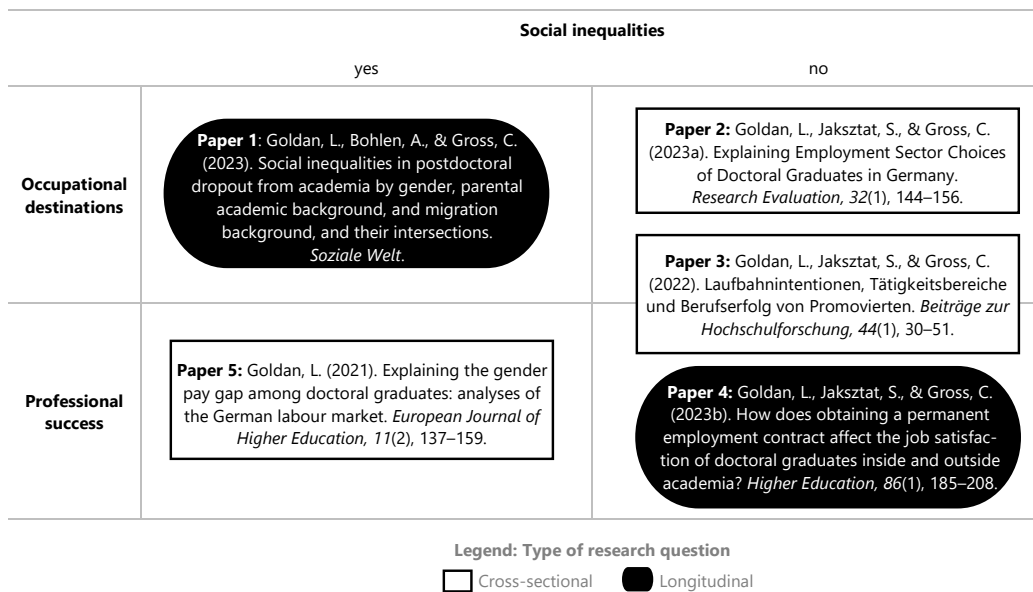 Social inequalities
yes
no
Occupational
destinations
Paper 1: Goldan, L., Bohlen, A., & Gross, C.
(2023). Social inequalities in postdoctoral
dropout from academia by gender, parental
academic background, and migration
background, and their intersections.
Soziale Welt.
Paper 2: Goldan, L., Jaksztat, S., & Gross, C.
(2023a). Explaining Employment Sector Choices
of Doctoral Graduates in Germany.
Research Evaluation, 32(1), 144–156.
Paper 3: Goldan, L., Jaksztat, S., & Gross, C.
(2022). Laufbahnintentionen, Tätigkeitsbereiche
und Berufserfolg von Promovierten. Beiträge zur
Hochschulforschung, 44(1), 30–51.
Professional
success
Paper 5: Goldan, L. (2021). Explaining the gender
pay gap among doctoral graduates: analyses of
the German labour market. European Journal of
Higher Education, 11(2), 137–159.
Paper 4: Goldan, L., Jaksztat, S., & Gross, C.
(2023b). How does obtaining a permanent
employment contract affect the job satisfac-
tion of doctoral graduates inside and outside
academia? Higher Education, 86(1), 185–208.
Legend: Type of research question
Cross-sectional
Longitudinal